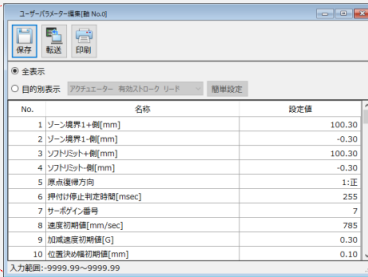 ユーザーパラメーター編集[軸 No.0]
保存 転送 印刷
全表示
目的別表示 アクチュエーター 有効ストローク リード 簡単設定
No. 名称 設定値
1 ゾーン境界1+側[mm] 100.30
2 ゾーン境界1-側[mm] -0.30
3 ソフトリミット+側[mm] 100.30
4 ソフトリミット-側[mm] -0.30
5 原点復帰方向 1:正
6 押付け停止判定時間[msec] 255
7 サーボゲイン番号 7
8 速度初期値[mm/sec] 785
9 加減速度初期値[G] 0.30
10 位置決め幅初期値[mm] 0.10
入力範囲:-9999.99～9999.99